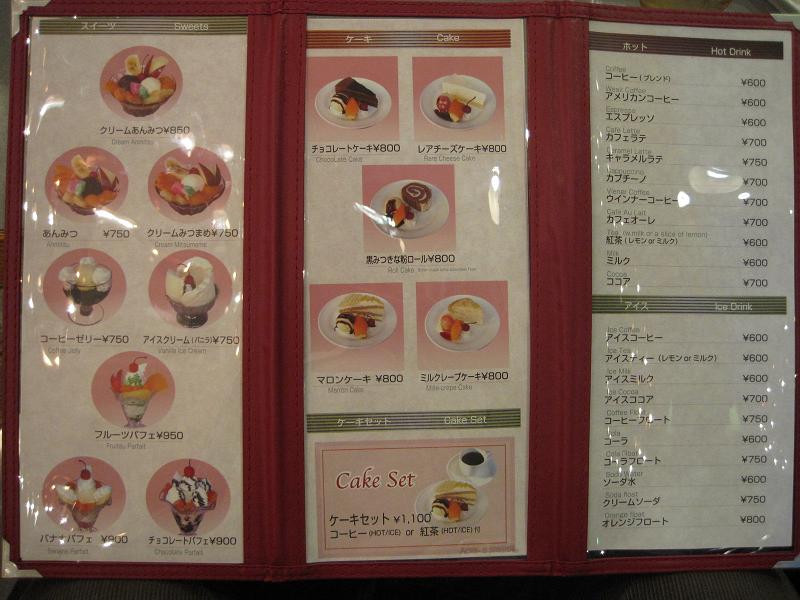 スイーツ Sweets
クリームあんみつ¥850
Cream Anmitsu
あんみつ ¥750
Anmitsu
クリームみつまめ¥750
Cream Mitsumame
コーヒーゼリー¥750
Coffee Jelly
アイスクリーム (バニラ)¥750
Vanilla Ice Cream
フルーツパフェ¥950
バナナパフェ ¥900
Banana Parfait
チョコレートパフェ¥900
Chocolate Parfait
ケーキ Cake
チョコレートケーキ¥800
Chocolate Cake
レアチーズケーキ¥800
Rare Cheese Cake
黒みつきな粉ロール¥800
Roll Cake
マロンケーキ ¥800
Marron Cake
ミルクレープケーキ¥800
Mille-crepe Cake
ケーキセット Cake Set
Cake Set
ケーキセット ¥1,100
コーヒー(HOT/ICE) or 紅茶(HOT/ICE)付
ホット Hot Drink
コーヒー(ブレンド) ¥600
Weak Coffee
アメリカンコーヒー ¥600
Espresso
エスプレッソ ¥600
Cafe Latte
カフェラテ ¥700
Caramel Latte
キャラメルラテ ¥750
Cappuccino
カプチーノ ¥700
ウインナーコーヒー ¥700
Cafe Au Lait
カフェオーレ ¥700
Tea (w.milk or a slice of lemon)
紅茶(レモン or ミルク) ¥600
Milk
ミルク ¥600
Cocoa
ココア ¥700
アイス Ice Drink
Ice Coffee
アイスコーヒー ¥600
Ice Tea
アイスティー(レモン or ミルク) ¥600
Ice Milk
アイスミルク ¥600
Ice Cocoa
アイスココア ¥700
Coffee Float
コーヒーフロート ¥750
コーラ ¥600
Cola Float
コーラフロート ¥750
Soda Water
ソーダ水 ¥600
Soda float
クリームソーダ ¥750
Orange float
オレンジフロート ¥800